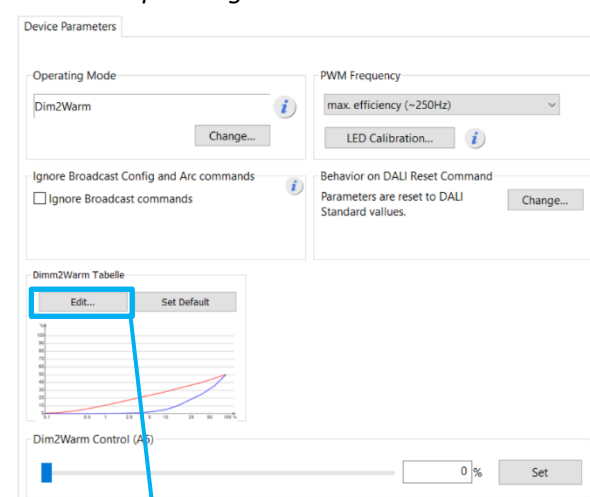 Device Parameters
Operating Mode
Dim2Warm
Change...
PWM Frequency
max. efficiency (~250Hz)
LED Calibration...
Ignore Broadcast Config and Arc commands
Ignore Broadcast commands
Behavior on DALI Reset Command
Parameters are reset to DALI
Standard vallues.
Change...
Dimm2Warm Tabelle
Edit...
Set Default
Dim2Warm Control (A6)
0 %
Set